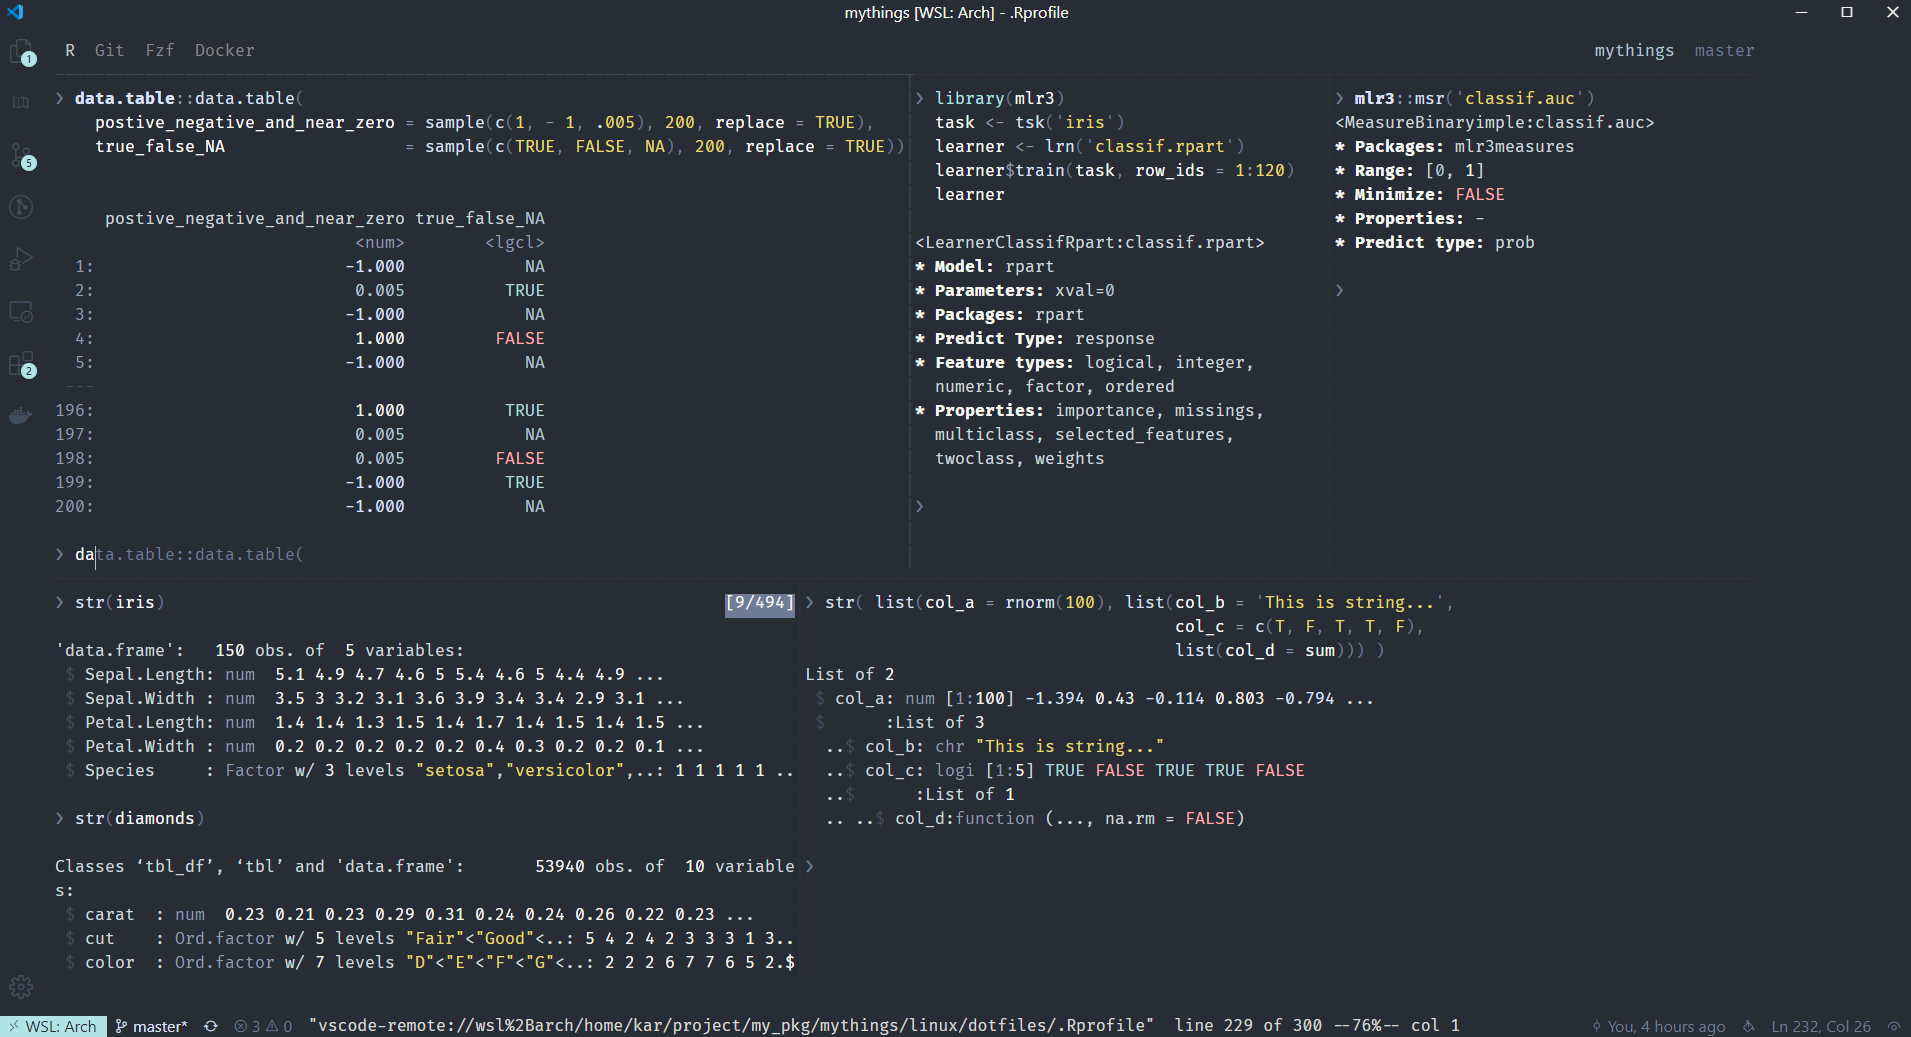 mythings [WSL: Arch] - .Rprofile
R Git Fzf Docker
mythings master
1
5
2
❯ data.table::data.table(
postive_negative_and_near_zero = sample(c(1, - 1, .005), 200, replace = TRUE),
true_false_NA = sample(c(TRUE, FALSE, NA), 200, replace = TRUE))
postive_negative_and_near_zero true_false_NA
<num> <lgcl>
1: -1.000 NA
2: 0.005 TRUE
3: -1.000 NA
4: 1.000 FALSE
5: -1.000 NA
---
196: 1.000 TRUE
197: 0.005 NA
198: 0.005 FALSE
199: -1.000 TRUE
200: -1.000 NA
❯ data.table::data.table(
❯ library(mlr3)
task <- tsk('iris')
learner <- lrn('classif.rpart')
learner$train(task, row_ids = 1:120)
learner
<LearnerClassifRpart:classif.rpart>
* Model: rpart
* Parameters: xval=0
* Packages: rpart
* Predict Type: response
* Feature types: logical, integer,
numeric, factor, ordered
* Properties: importance, missings,
multiclass, selected_features,
twoclass, weights
❯
❯ mlr3::msr('classif.auc')
<MeasureBinaryimple:classif.auc>
* Packages: mlr3measures
* Range: [0, 1]
* Minimize: FALSE
* Properties: -
* Predict type: prob
❯
❯ str(iris)
[9/494]
'data.frame': 150 obs. of 5 variables:
$ Sepal.Length: num 5.1 4.9 4.7 4.6 5 5.4 4.6 5 4.4 4.9 ...
$ Sepal.Width : num 3.5 3 3.2 3.1 3.6 3.9 3.4 3.4 2.9 3.1 ...
$ Petal.Length: num 1.4 1.4 1.3 1.5 1.4 1.7 1.4 1.5 1.4 1.5 ...
$ Petal.Width : num 0.2 0.2 0.2 0.2 0.2 0.4 0.3 0.2 0.2 0.1 ...
$ Species : Factor w/ 3 levels "setosa","versicolor",..: 1 1 1 1 1 ..
❯ str(diamonds)
Classes ‘tbl_df’, ‘tbl’ and 'data.frame': 53940 obs. of 10 variable
s:
$ carat : num 0.23 0.21 0.23 0.29 0.31 0.24 0.24 0.26 0.22 0.23 ...
$ cut : Ord.factor w/ 5 levels "Fair"<"Good"<..: 5 4 2 4 2 3 3 3 1 3..
$ color : Ord.factor w/ 7 levels "D"<"E"<"F"<"G"<..: 2 2 2 6 7 7 6 5 2.$
❯ str( list(col_a = rnorm(100), list(col_b = 'This is string...',
col_c = c(T, F, T, T, F),
list(col_d = sum))) )
List of 2
$ col_a: num [1:100] -1.394 0.43 -0.114 0.803 -0.794 ...
$ :List of 3
..$ col_b: chr "This is string..."
..$ col_c: logi [1:5] TRUE FALSE TRUE TRUE FALSE
..$ :List of 1
.. ..$ col_d:function (..., na.rm = FALSE)
❯
WSL: Arch master* 3 0 "vscode-remote://wsl%2Barch/home/kar/project/my_pkg/mythings/linux/dotfiles/.Rprofile" line 229 of 300 --76%-- col 1 You, 4 hours ago Ln 232, Col 26